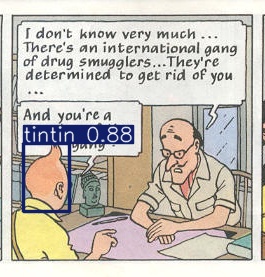 I don't know very much ...
There's an international gang
of drug smugglers...They're
determined to get rid of you
...
And you're a
tintin 0.88
gang?